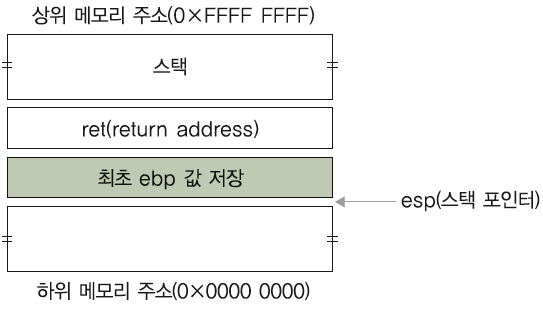 상위 메모리 주소(0×FFFF FFFF)
스택
ret(return address)
최초 ebp 값 저장
esp(스택 포인터)
하위 메모리 주소(0×0000 0000)